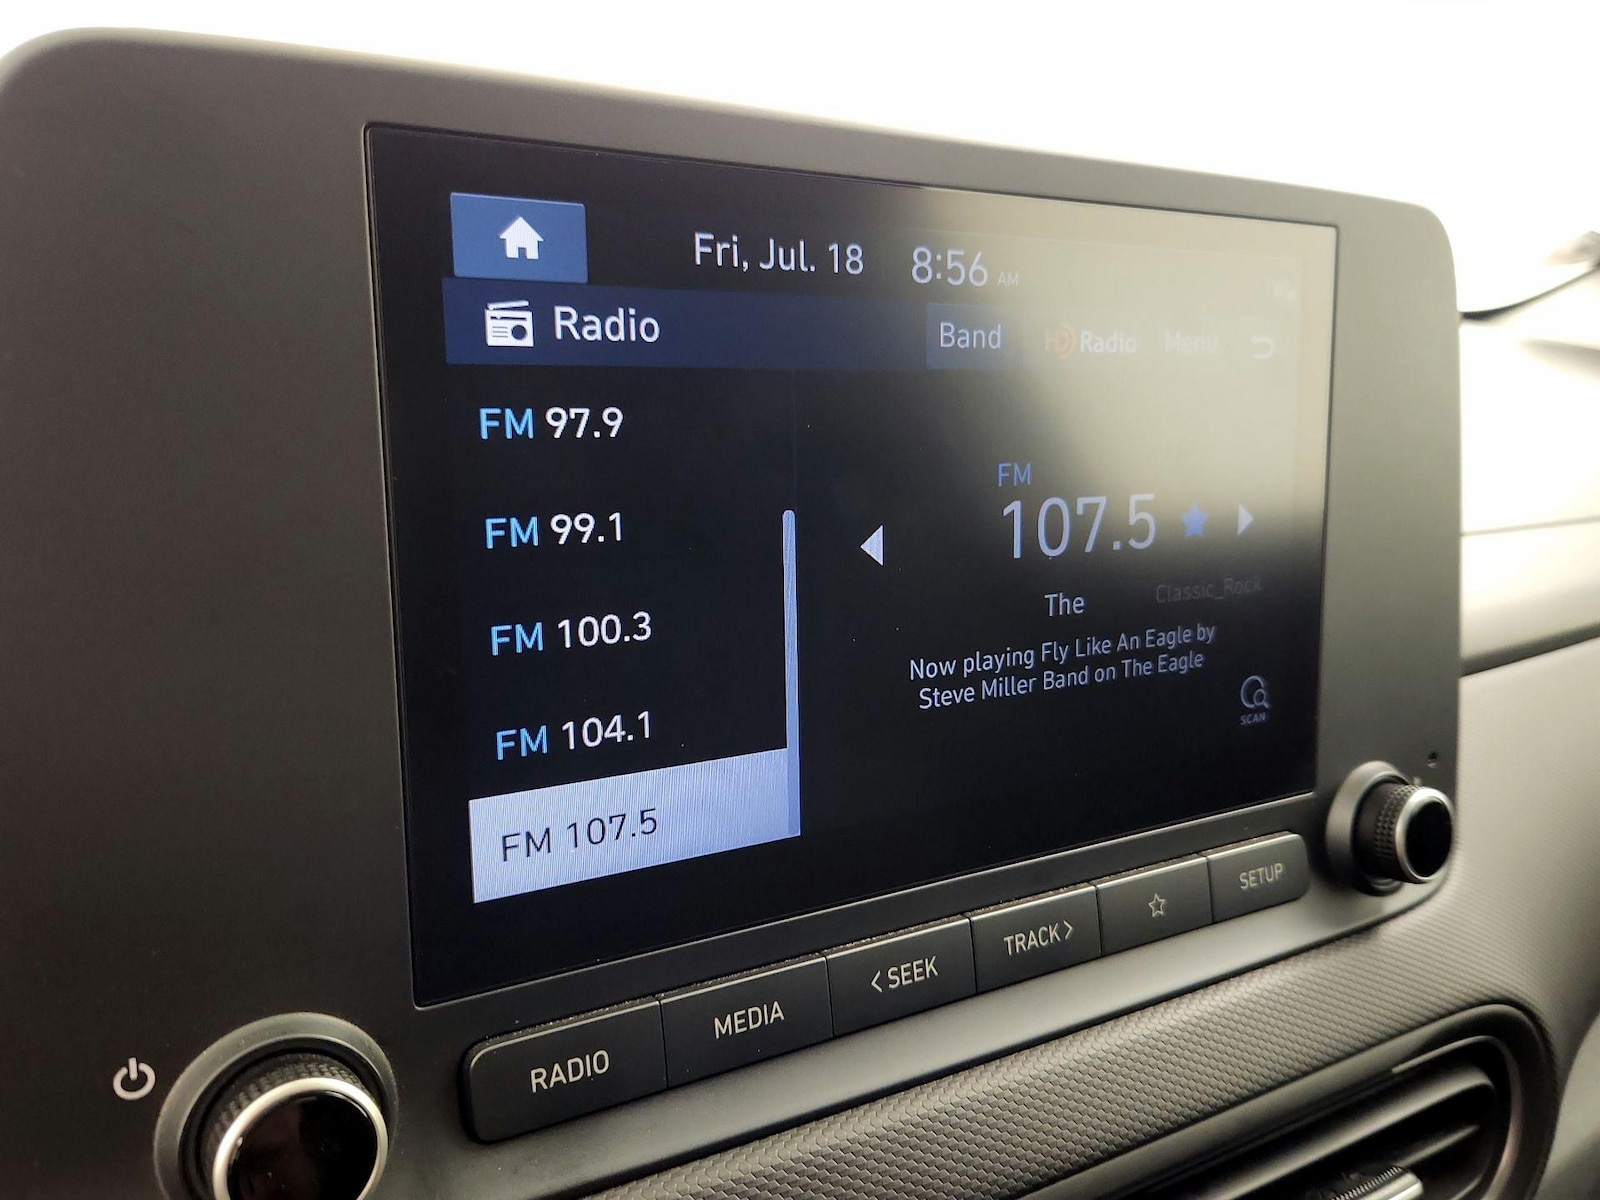 Fri, Jul. 18 8:56 AM
Radio Band HD Radio Menu
FM 97.9
FM 99.1
FM 100.3
FM 104.1
FM 107.5
FM
107.5
The Classic_Rock
Now playing Fly Like An Eagle by
Steve Miller Band on The Eagle
SCAN
RADIO MEDIA < SEEK TRACK > SETUP